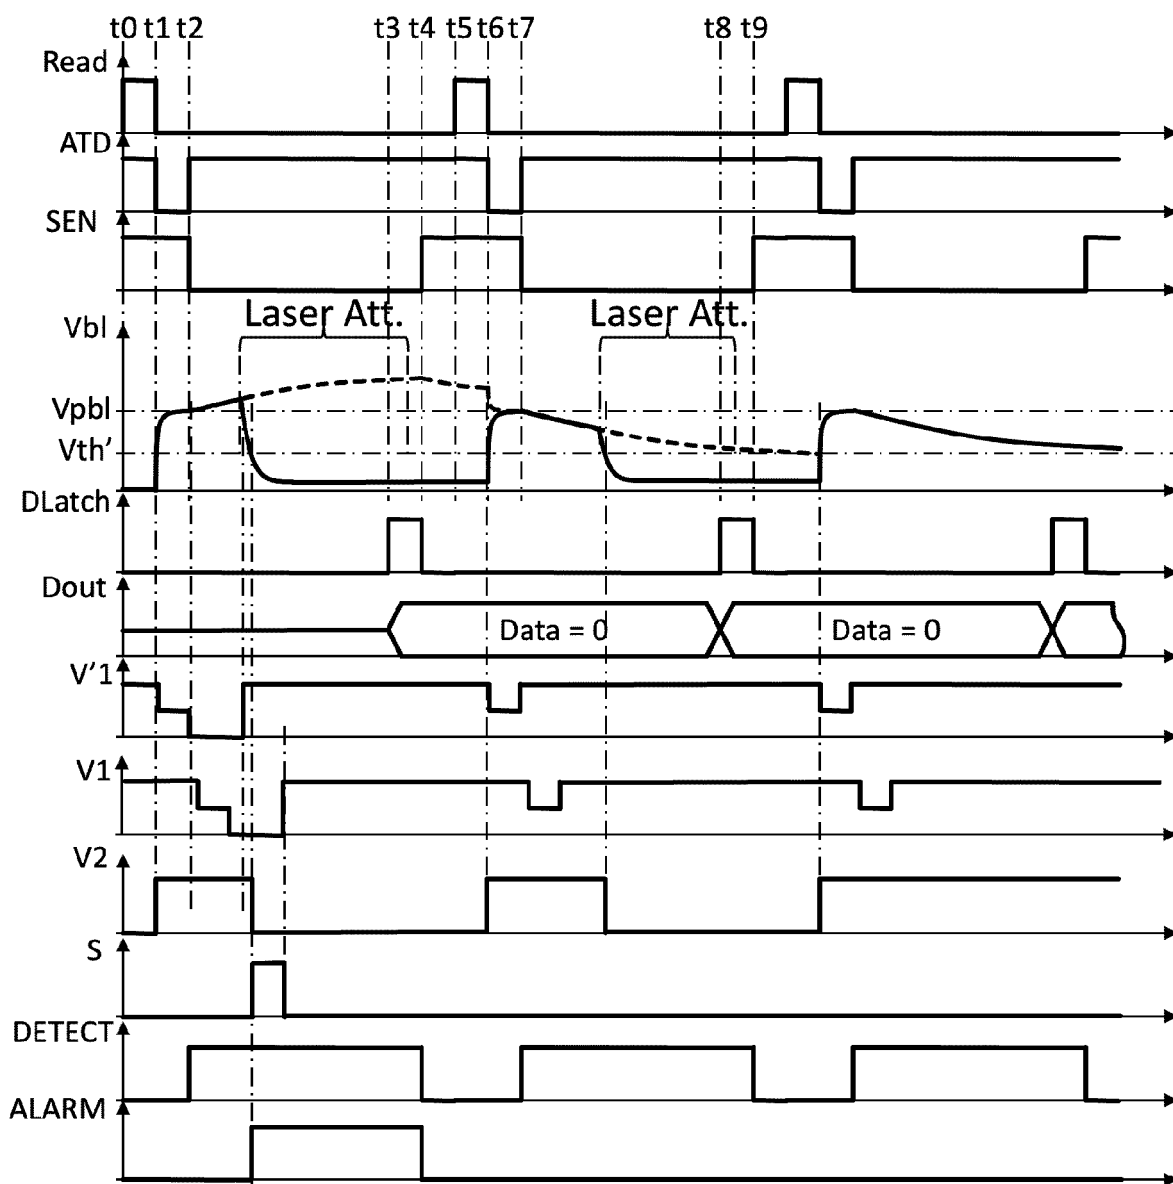 t0 t1 t2 t3 t4 t5 t6 t7 t8 t9
Read
ATD
SEN
Laser Att. Laser Att.
Vbl
Vpbl
Vth'
DLatch
Dout
Data = 0 Data = 0
V'1
V1
V2
S
DETECT
ALARM